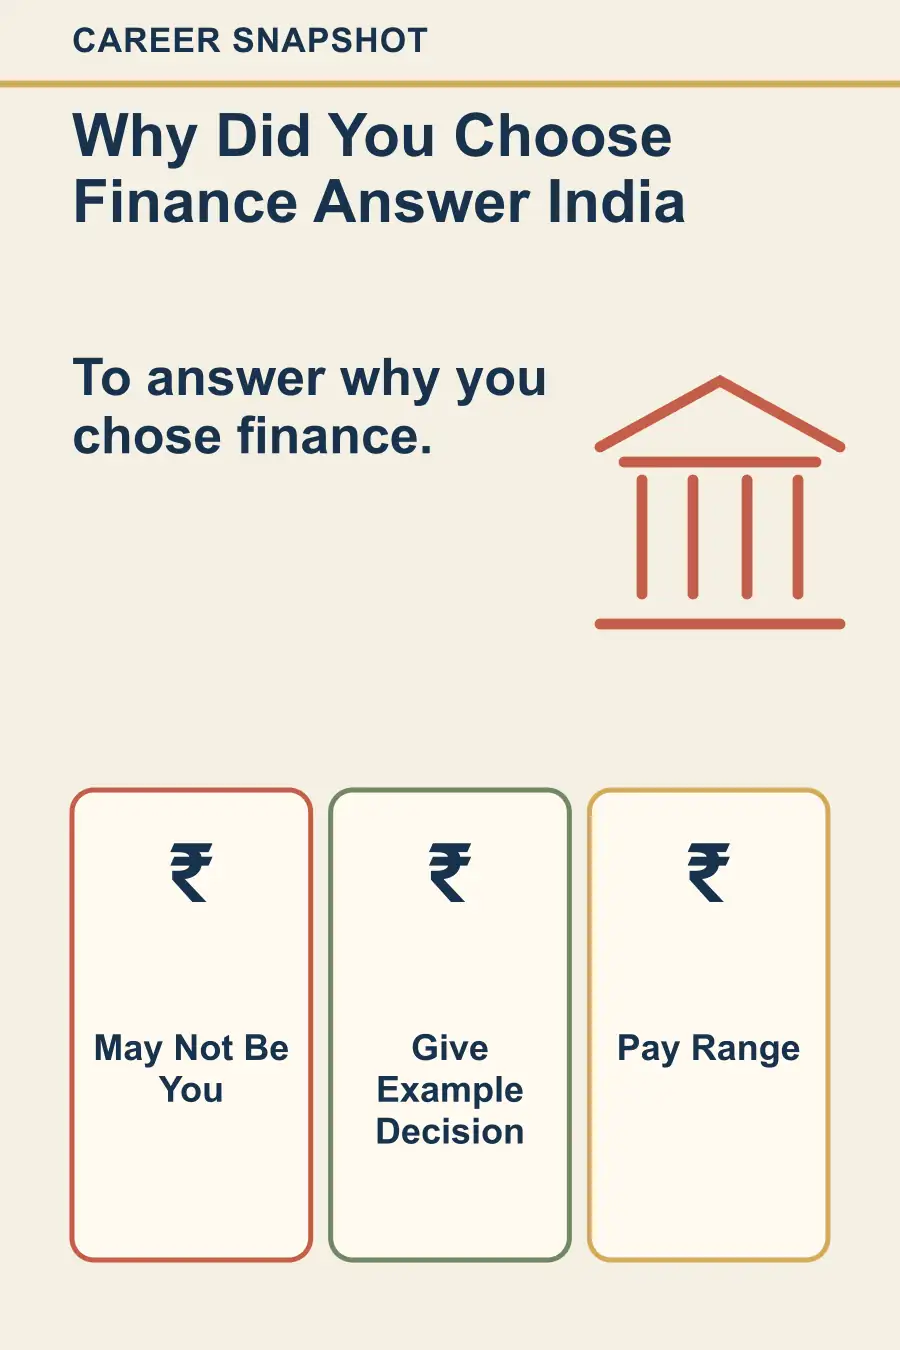 CAREER SNAPSHOT
Why Did You Choose
Finance Answer India
To answer why you
chose finance.
₹
May Not Be
You
₹
Give
Example
Decision
₹
Pay Range